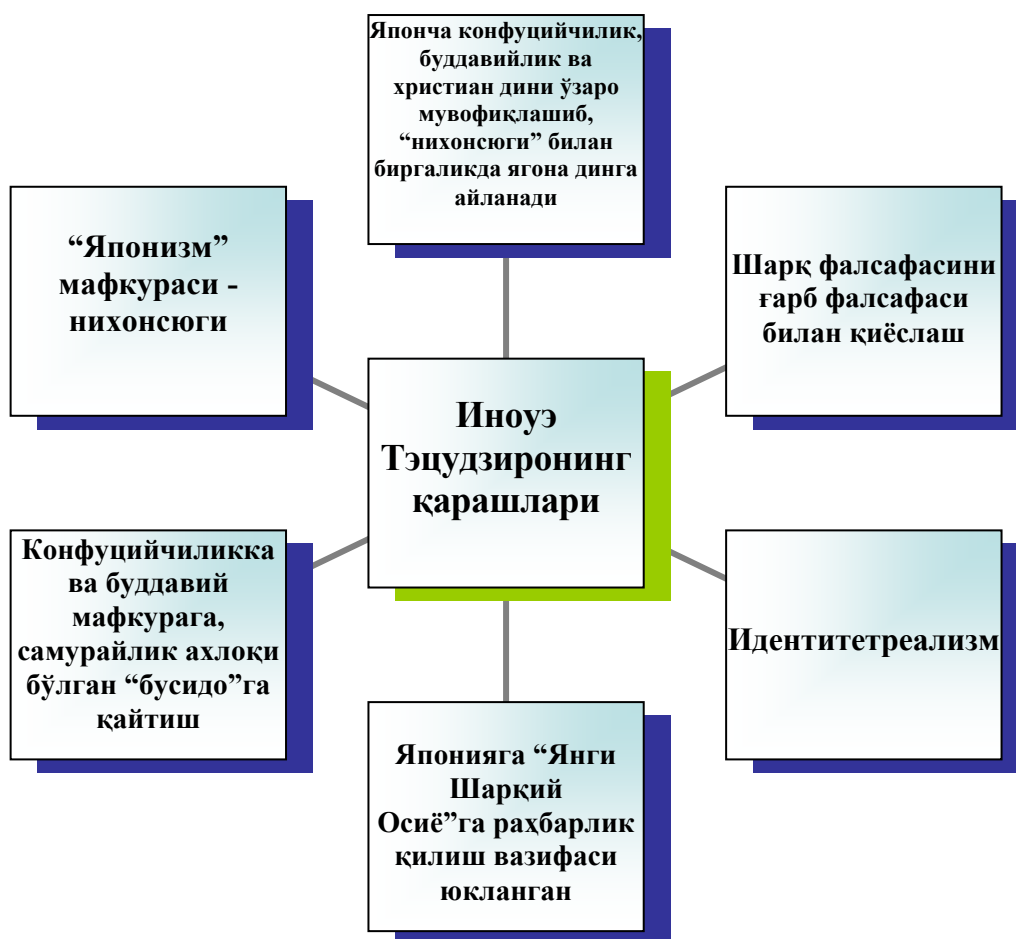 Японча конфуцийчилик,
буддавийлик ва
христиан дини ўзаро
мувофиқлашиб,
“нихонсюги” билан
биргаликда ягона динга
айланади
“Японизм”
мафкураси -
нихонсюги
Шарқ фалсафасини
ғарб фалсафаси
билан қиёслаш
Иноуэ
Тэцудзиронинг
қарашлари
Конфуцийчиликка
ва буддавий
мафкурага,
самурайлик ахлоқи
бўлган “бусидо”га
қайтиш
Идентитетреализм
Японияга “Янги
Шарқий
Осиё”га раҳбарлик
қилиш вазифаси
юкланган